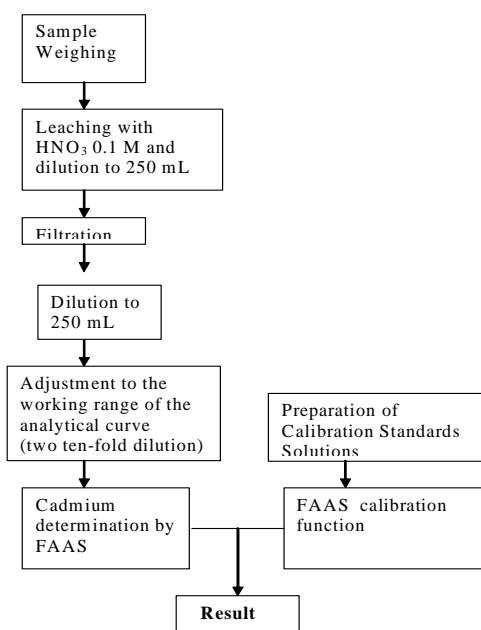 Sample
Weighing
Leaching with
HNO₃ 0.1 M and
dilution to 250 mL
Filtration
Dilution to
250 mL
Adjustment to the
working range of the
analytical curve
(two ten-fold dilution)
Preparation of
Calibration Standards
Solutions
Cadmium
determination by
FAAS
FAAS calibration
function
Result